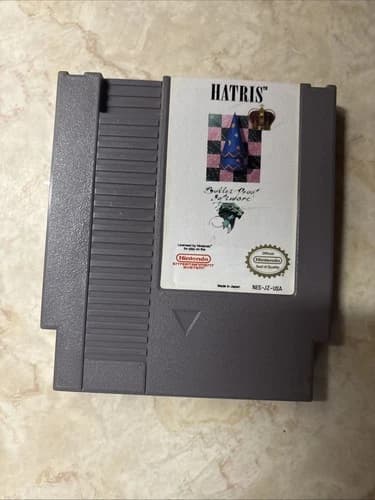 HATRIS™
Bullet-Proof
Software
Licensed by Nintendo®
for play on the
Nintendo
ENTERTAINMENT
SYSTEM®
Official
Nintendo
Seal of Quality
Made in Japan
NES-JZ-USA